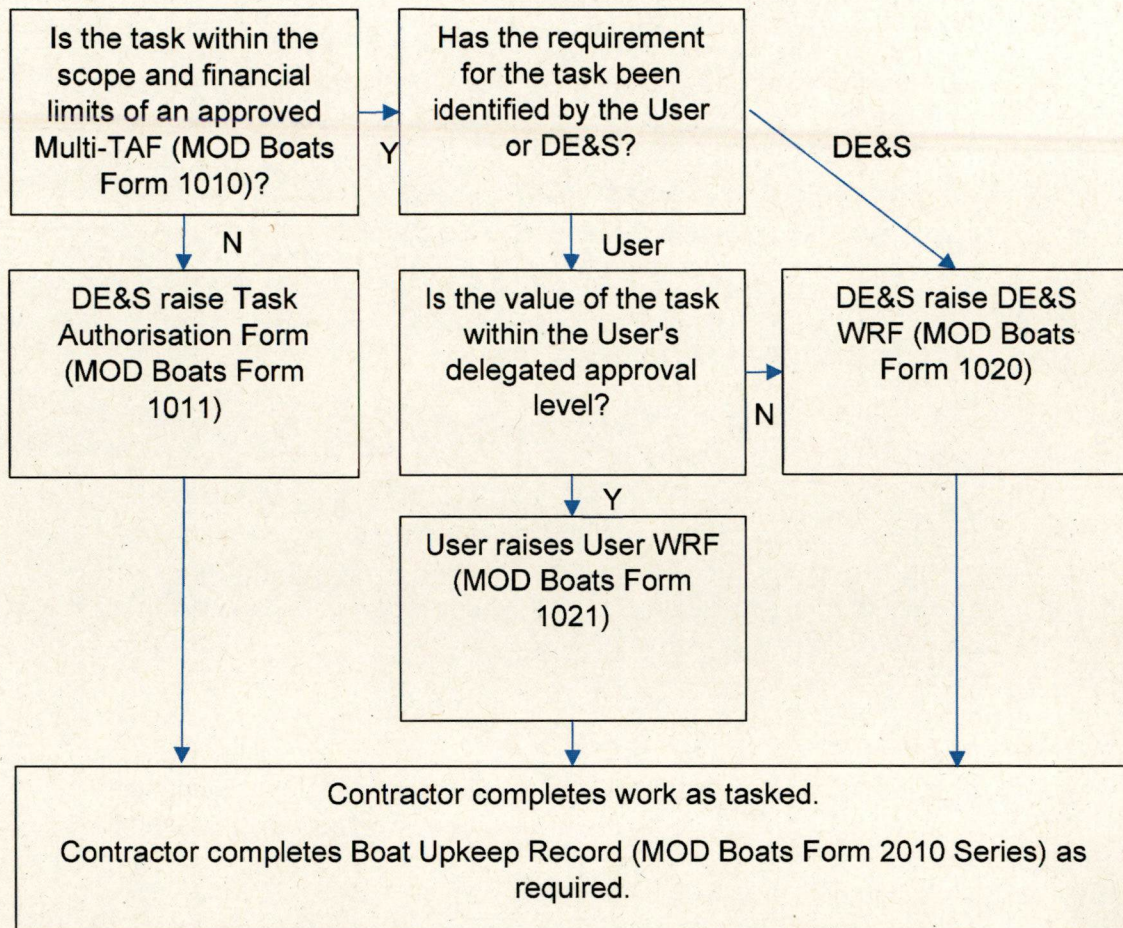 Is the task within the
scope and financial
limits of an approved
Multi-TAF (MOD Boats
Form 1010)?
Y
Has the requirement
for the task been
identified by the User
or DE&S?
DE&S
N
User
DE&S raise Task
Authorisation Form
(MOD Boats Form
1011)
Is the value of the task
within the User's
delegated approval
level?
N
DE&S raise DE&S
WRF (MOD Boats
Form 1020)
Y
User raises User WRF
(MOD Boats Form
1021)
Contractor completes work as tasked.
Contractor completes Boat Upkeep Record (MOD Boats Form 2010 Series) as
required.